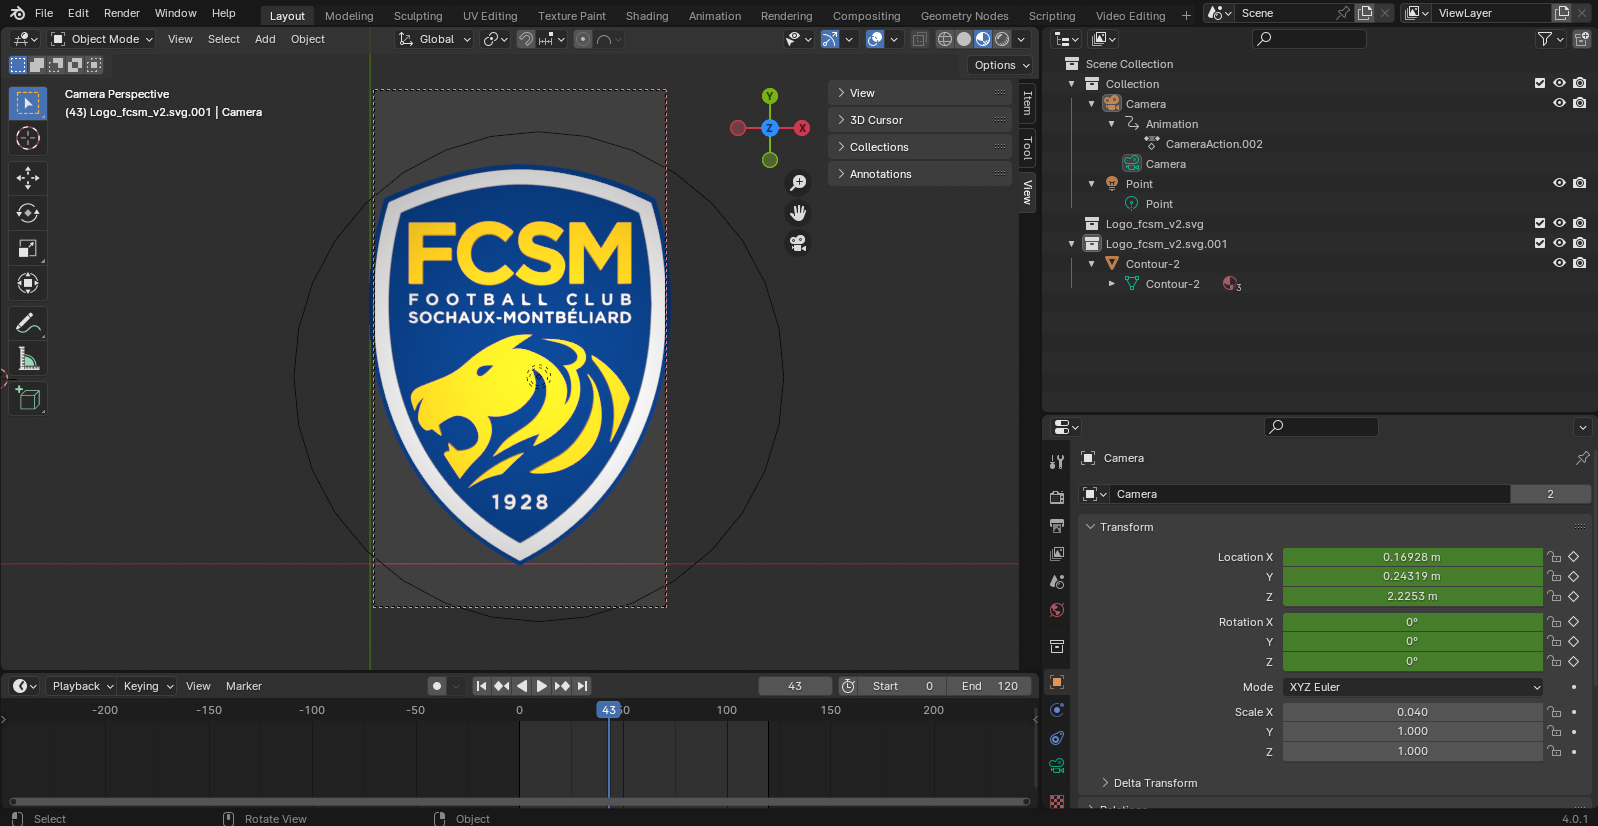 File Edit Render Window Help Layout Modeling Sculpting UV Editing Texture Paint Shading Animation Rendering Compositing Geometry Nodes Scripting Video Editing + Scene ViewLayer
Object Mode View Select Add Object Global
Options
Camera Perspective
(43) Logo_fcsm_v2.svg.001 | Camera
FCSM
FOOTBALL CLUB
SOCHAUX-MONTBÉLIARD
1928
Y
Z
X
View
3D Cursor
Collections
Annotations
Item
Tool
View
Scene Collection
Collection
Camera
Animation
CameraAction.002
Camera
Point
Point
Logo_fcsm_v2.svg
Logo_fcsm_v2.svg.001
Contour-2
Contour-2 3
Camera
Camera 2
Transform
Location X 0.16928 m
Y 0.24319 m
Z 2.2253 m
Rotation X 0°
Y 0°
Z 0°
Mode XYZ Euler
Scale X 0.040
Y 1.000
Z 1.000
Delta Transform
Playback Keying View Marker 43 Start 0 End 120
-200 -150 -100 -50 0 43 100 150 200
Select Rotate View Object 4.0.1